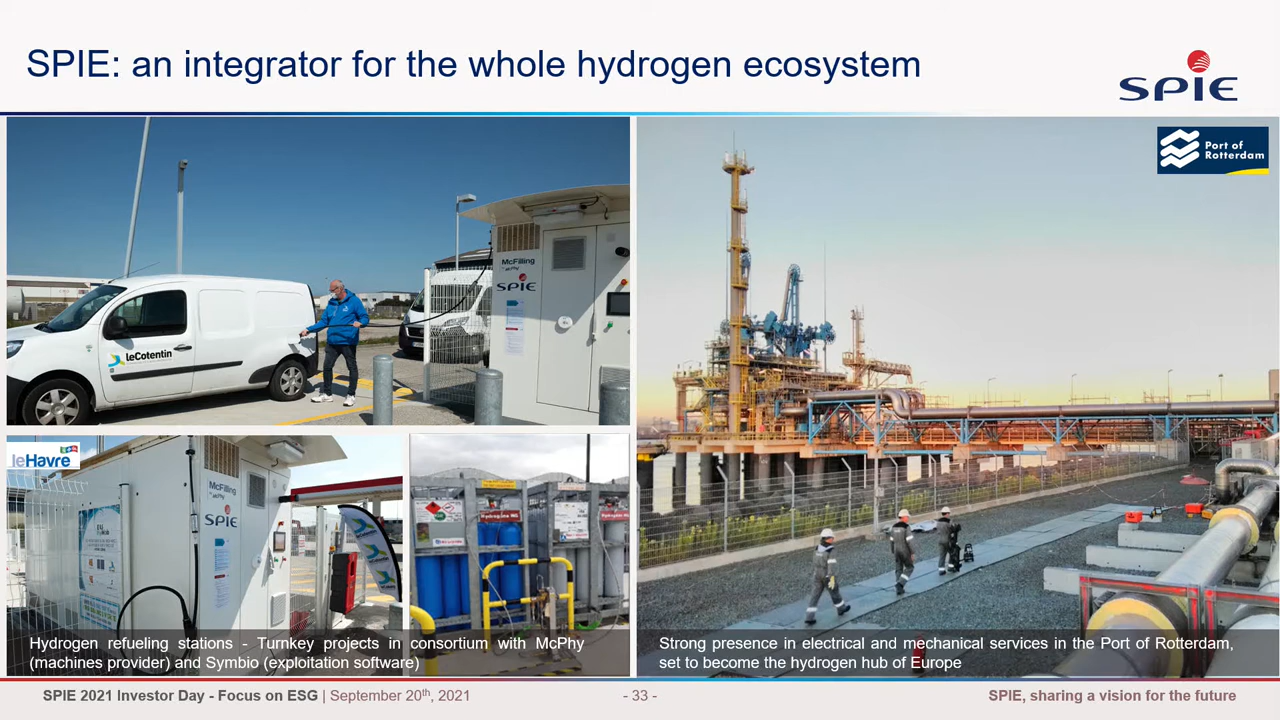 SPIE: an integrator for the whole hydrogen ecosystem
SPIE
Port of
Rotterdam
McFilling
SPIE
leCotentin
leHavre
McFilling
SPIE
Hydrogen refueling stations - Turnkey projects in consortium with McPhy
(machines provider) and Symbio (exploitation software)
Strong presence in electrical and mechanical services in the Port of Rotterdam,
set to become the hydrogen hub of Europe
SPIE 2021 Investor Day - Focus on ESG | September 20th, 2021
- 33 -
SPIE, sharing a vision for the future